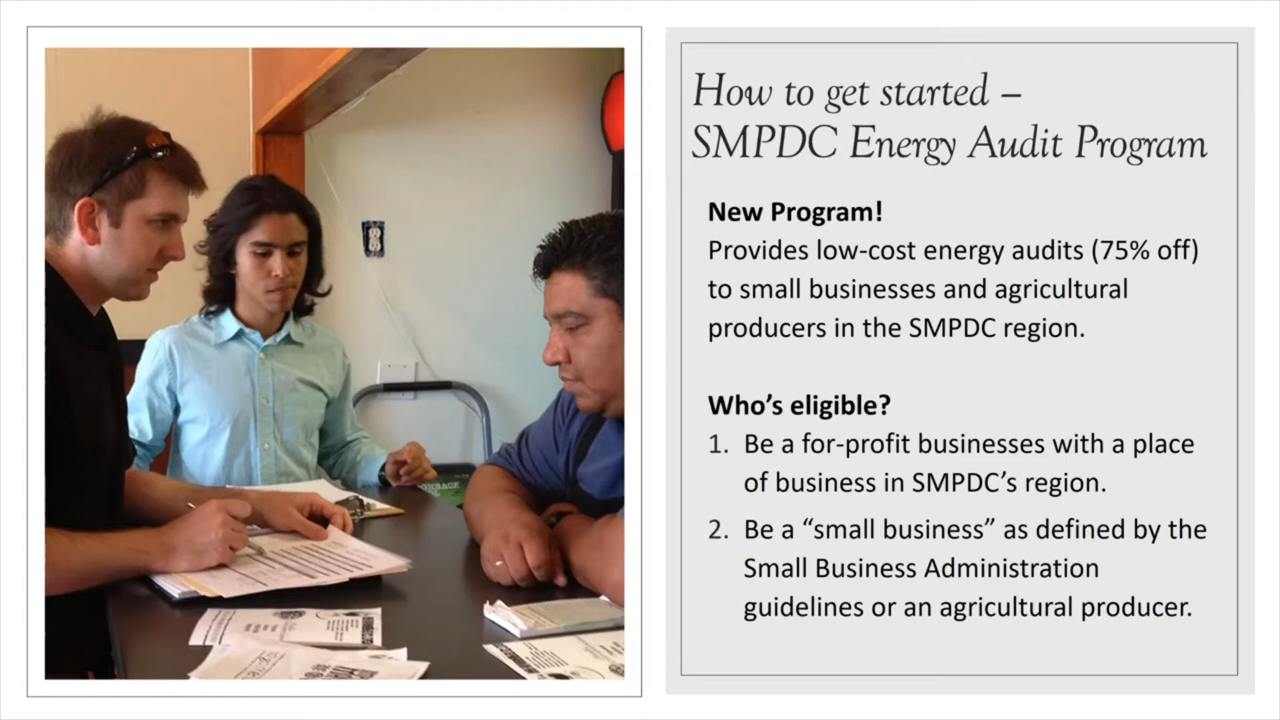 How to get started –
SMPDC Energy Audit Program
New Program!
Provides low-cost energy audits (75% off)
to small businesses and agricultural
producers in the SMPDC region.
Who's eligible?
1. Be a for-profit businesses with a place
of business in SMPDC's region.
2. Be a “small business” as defined by the
Small Business Administration
guidelines or an agricultural producer.